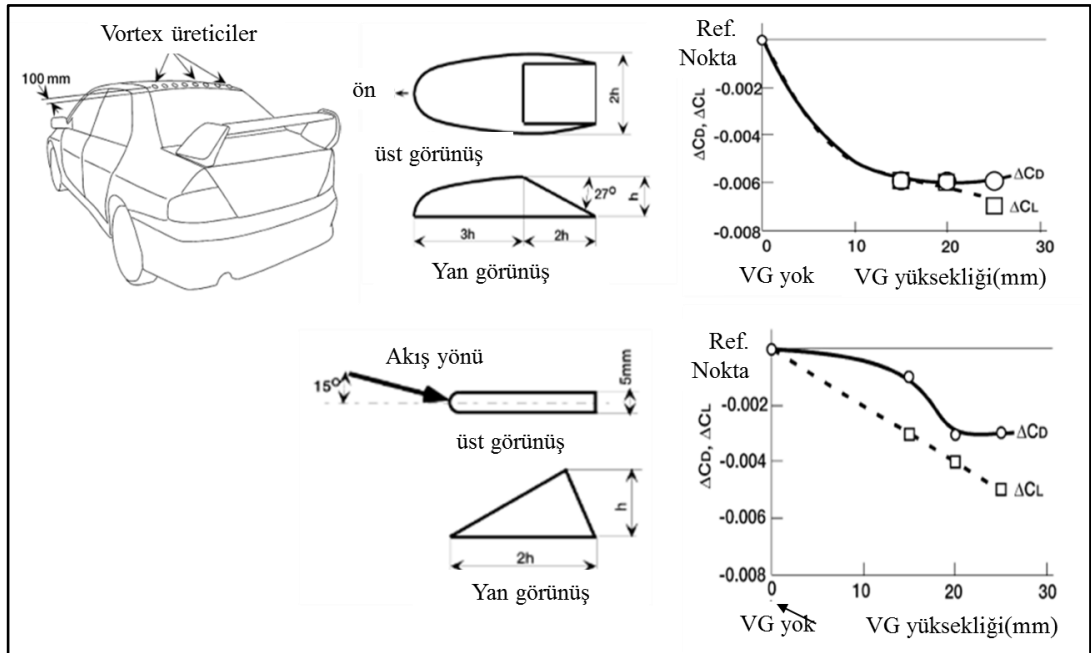 Vortex üreticiler
100 mm
ön
2h
üst görünüş
27°
h
3h
2h
Yan görünüş
Ref.
Nokta
-0.002
-0.004
-0.006
-0.008
ΔCD, ΔCL
ΔCD
ΔCL
0
10
20
30
VG yok
VG yüksekliği(mm)
Akış yönü
15°
5mm
üst görünüş
h
2h
Yan görünüş
Ref.
Nokta
-0.002
-0.004
-0.006
-0.008
ΔCD, ΔCL
ΔCD
ΔCL
0
10
20
30
VG yok
VG yüksekliği(mm)